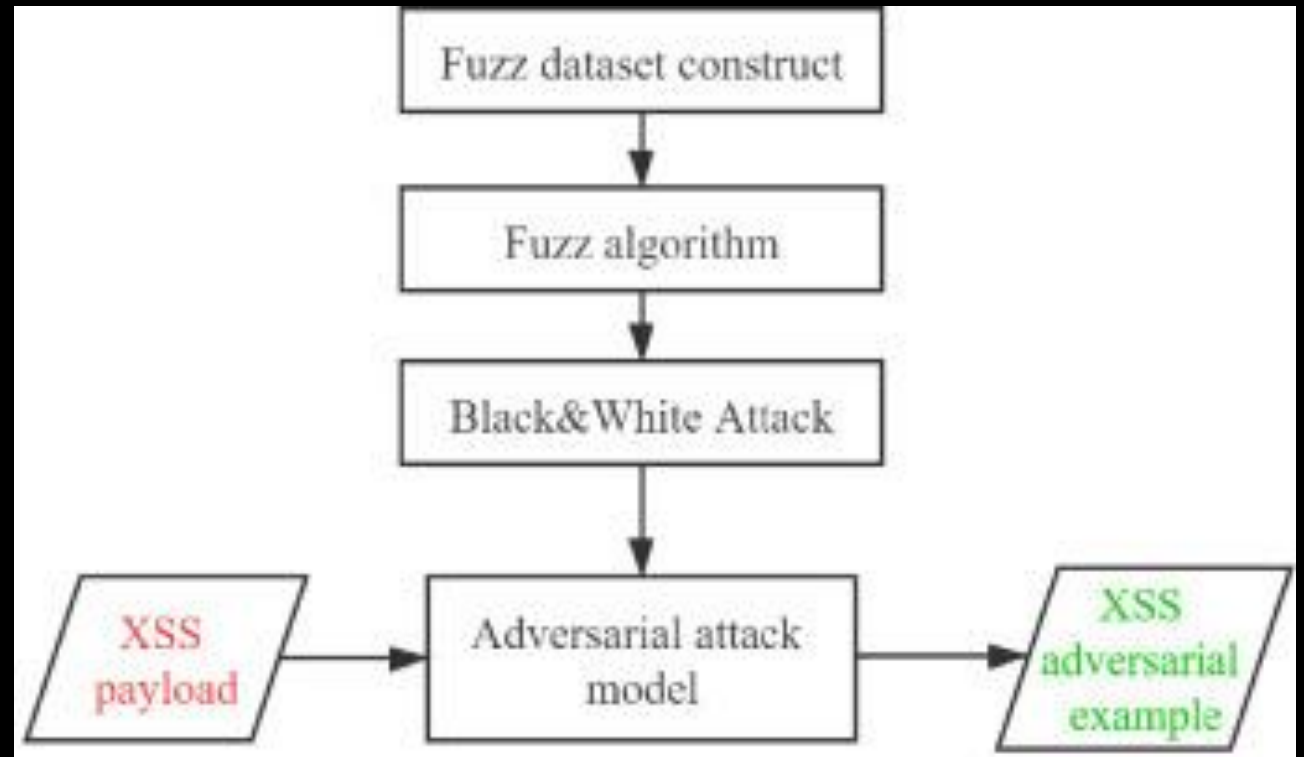 Fuzz dataset construct
Fuzz algorithm
Black&White Attack
XSS
payload
Adversarial attack
model
XSS
adversarial
example